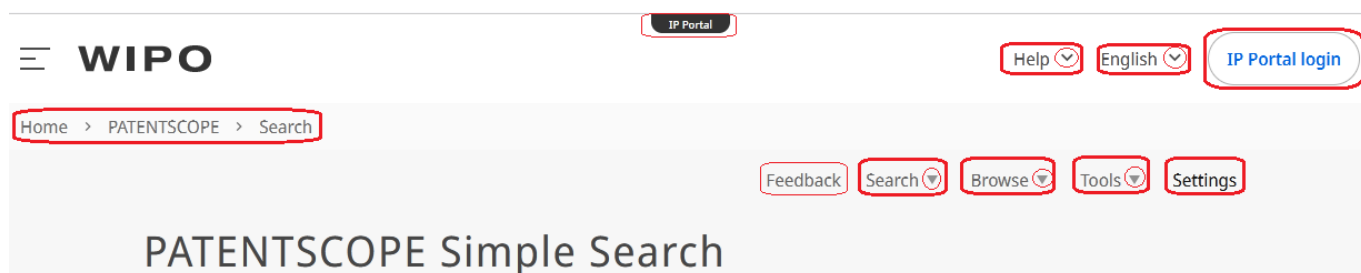 IP Portal
WIPO Help English IP Portal login
Home > PATENTSCOPE > Search
Feedback Search Browse Tools Settings
PATENTSCOPE Simple Search